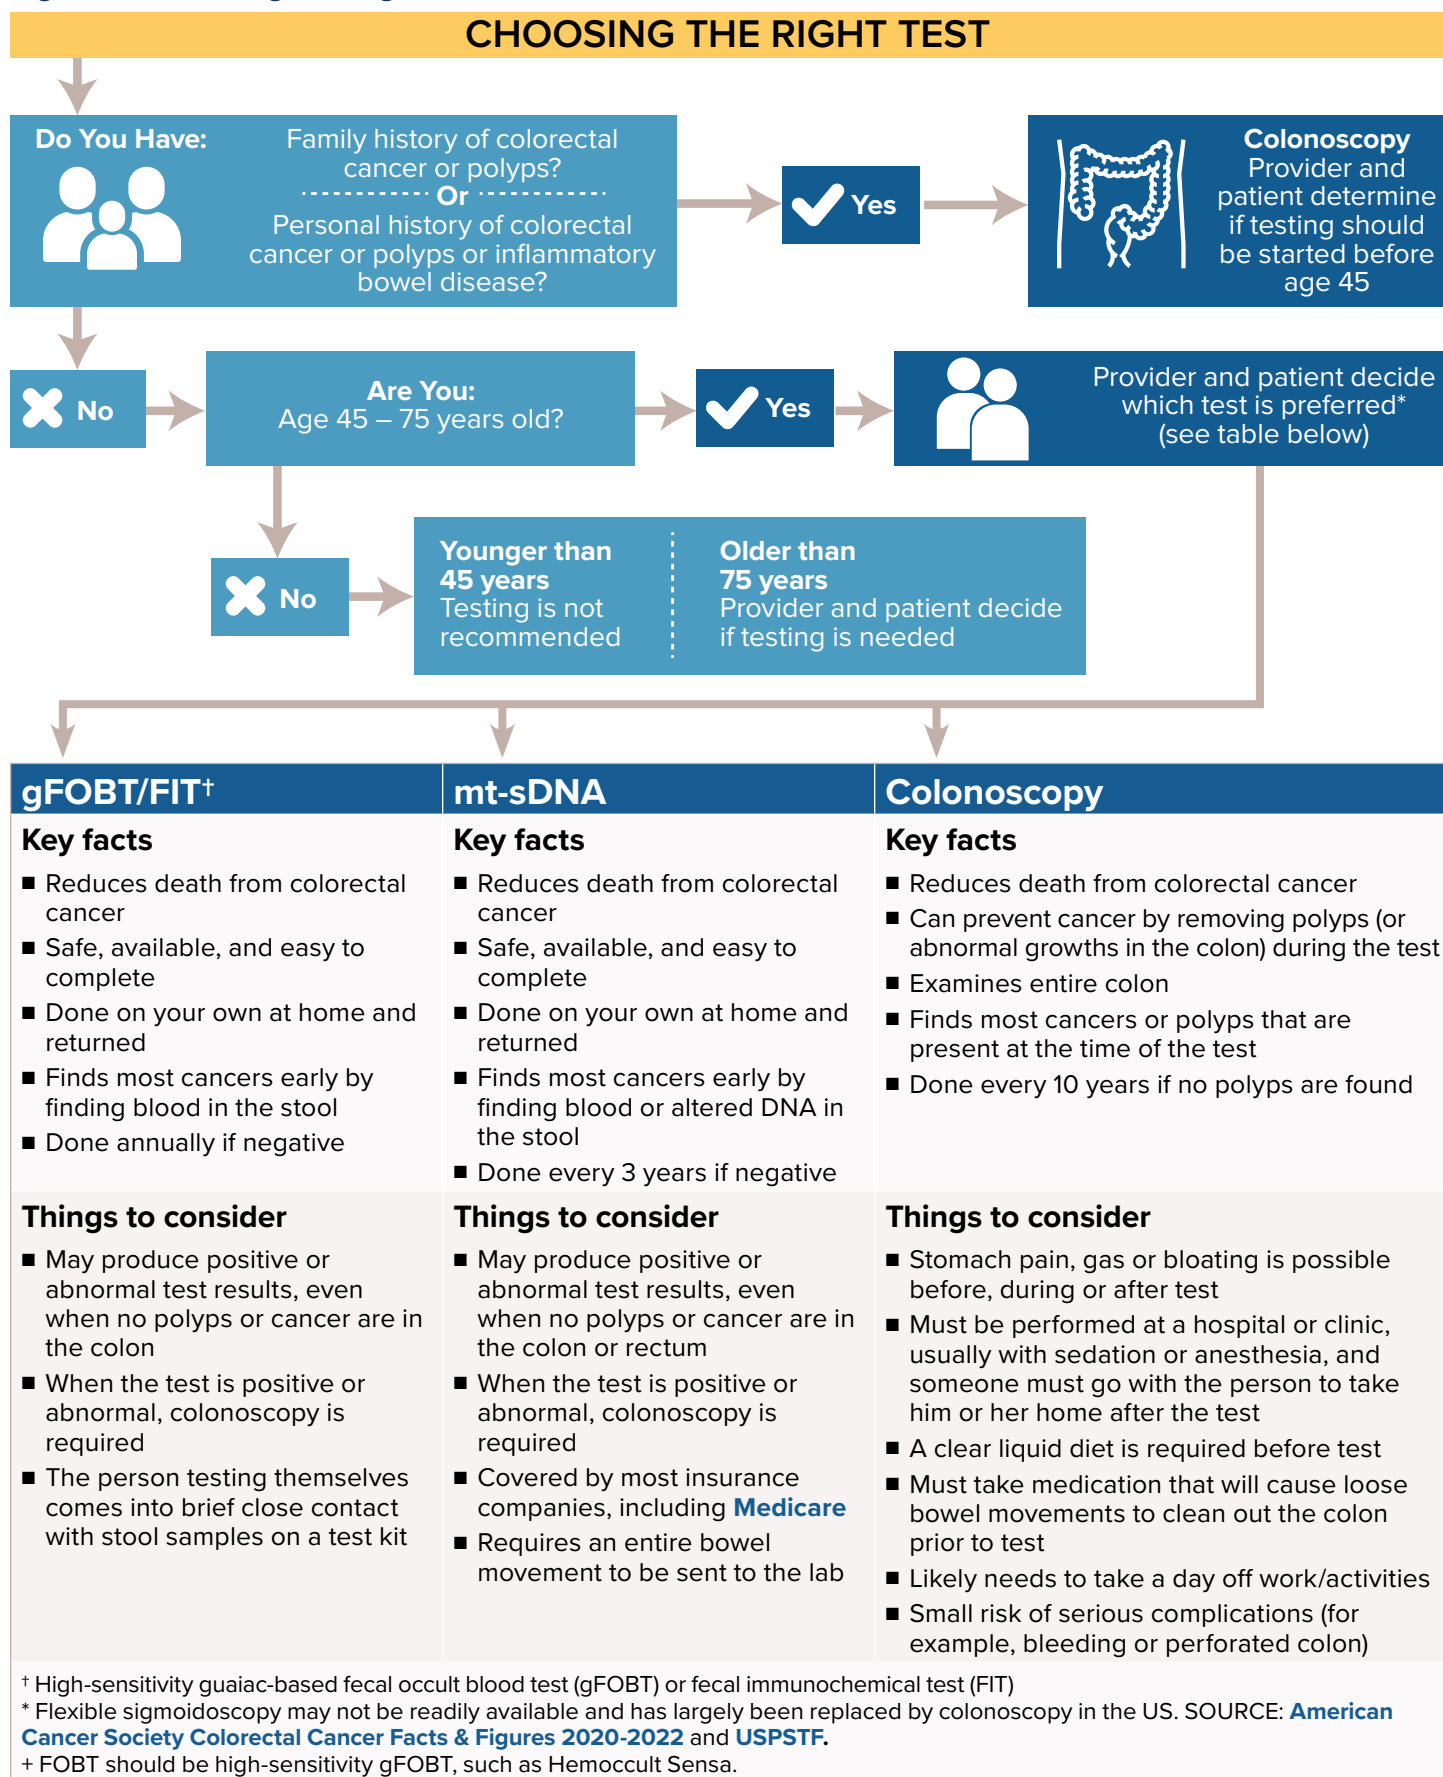 CHOOSING THE RIGHT TEST
Do You Have:
Family history of colorectal
cancer or polyps?
Or
Personal history of colorectal
cancer or polyps or inflammatory
bowel disease?
Yes
Colonoscopy
Provider and
patient determine
if testing should
be started before
age 45
No
Are You:
Age 45 – 75 years old?
Yes
Provider and patient decide
which test is preferred*
(see table below)
No
Younger than
45 years
Testing is not
recommended
Older than
75 years
Provider and patient decide
if testing is needed
gFOBT/FIT†
Key facts
■ Reduces death from colorectal
cancer
■ Safe, available, and easy to
complete
■ Done on your own at home and
returned
■ Finds most cancers early by
finding blood in the stool
■ Done annually if negative
Things to consider
■ May produce positive or
abnormal test results, even
when no polyps or cancer are in
the colon
■ When the test is positive or
abnormal, colonoscopy is
required
■ The person testing themselves
comes into brief close contact
with stool samples on a test kit
mt-sDNA
Key facts
■ Reduces death from colorectal
cancer
■ Safe, available, and easy to
complete
■ Done on your own at home and
returned
■ Finds most cancers early by
finding blood or altered DNA in
the stool
■ Done every 3 years if negative
Things to consider
■ May produce positive or
abnormal test results, even
when no polyps or cancer are in
the colon or rectum
■ When the test is positive or
abnormal, colonoscopy is
required
■ Covered by most insurance
companies, including Medicare
■ Requires an entire bowel
movement to be sent to the lab
Colonoscopy
Key facts
■ Reduces death from colorectal cancer
■ Can prevent cancer by removing polyps (or
abnormal growths in the colon) during the test
■ Examines entire colon
■ Finds most cancers or polyps that are
present at the time of the test
■ Done every 10 years if no polyps are found
Things to consider
■ Stomach pain, gas or bloating is possible
before, during or after test
■ Must be performed at a hospital or clinic,
usually with sedation or anesthesia, and
someone must go with the person to take
him or her home after the test
■ A clear liquid diet is required before test
■ Must take medication that will cause loose
bowel movements to clean out the colon
prior to test
■ Likely needs to take a day off work/activities
■ Small risk of serious complications (for
example, bleeding or perforated colon)
† High-sensitivity guaiac-based fecal occult blood test (gFOBT) or fecal immunochemical test (FIT)
* Flexible sigmoidoscopy may not be readily available and has largely been replaced by colonoscopy in the US. SOURCE: American
Cancer Society Colorectal Cancer Facts & Figures 2020-2022 and USPSTF.
+ FOBT should be high-sensitivity gFOBT, such as Hemoccult Sensa.